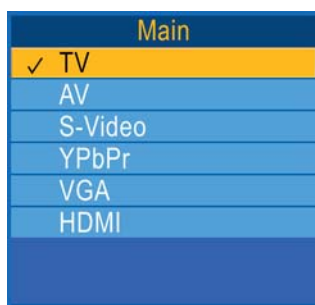 Main
✓ TV
AV
S-Video
YPbPr
VGA
HDMI